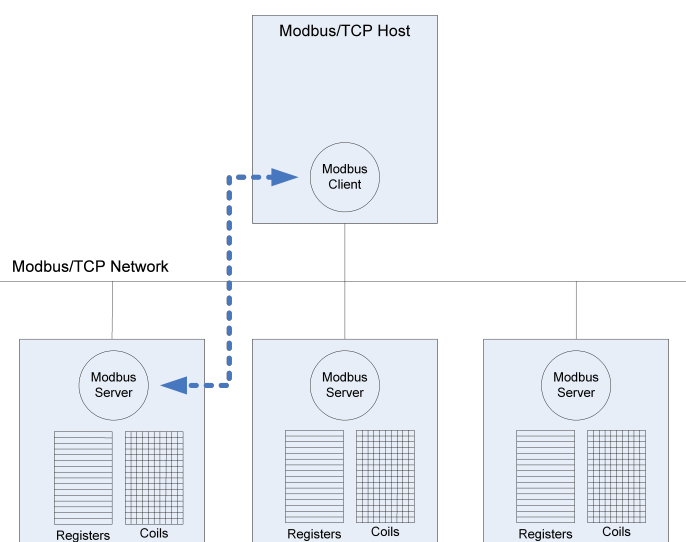 Modbus/TCP Host
Modbus
Client
Modbus/TCP Network
Modbus
Server
Modbus
Server
Modbus
Server
Registers
Coils
Registers
Coils
Registers
Coils